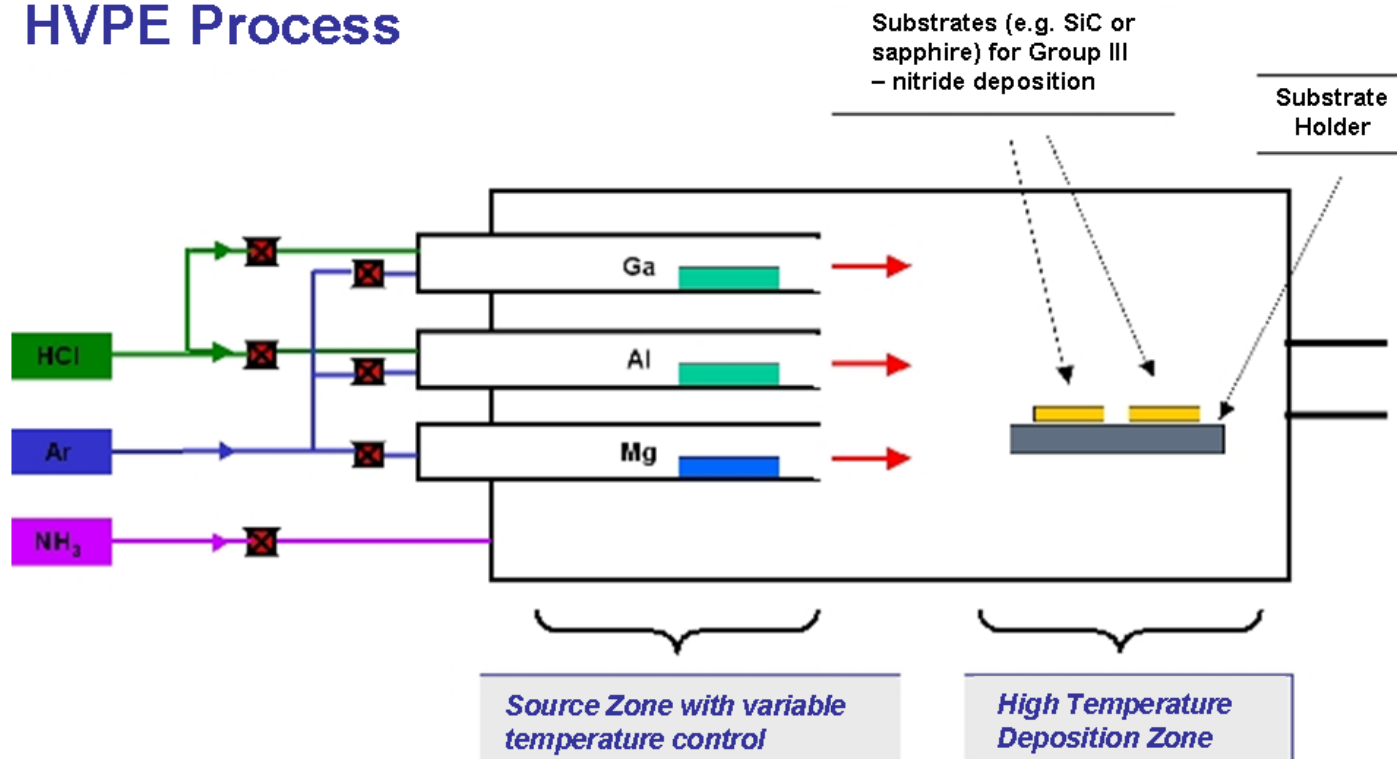 HVPE Process
Substrates (e.g. SiC or
sapphire) for Group III
– nitride deposition
Substrate
Holder
Ga
HCl
Al
Ar
Mg
NH₃
Source Zone with variable
temperature control
High Temperature
Deposition Zone